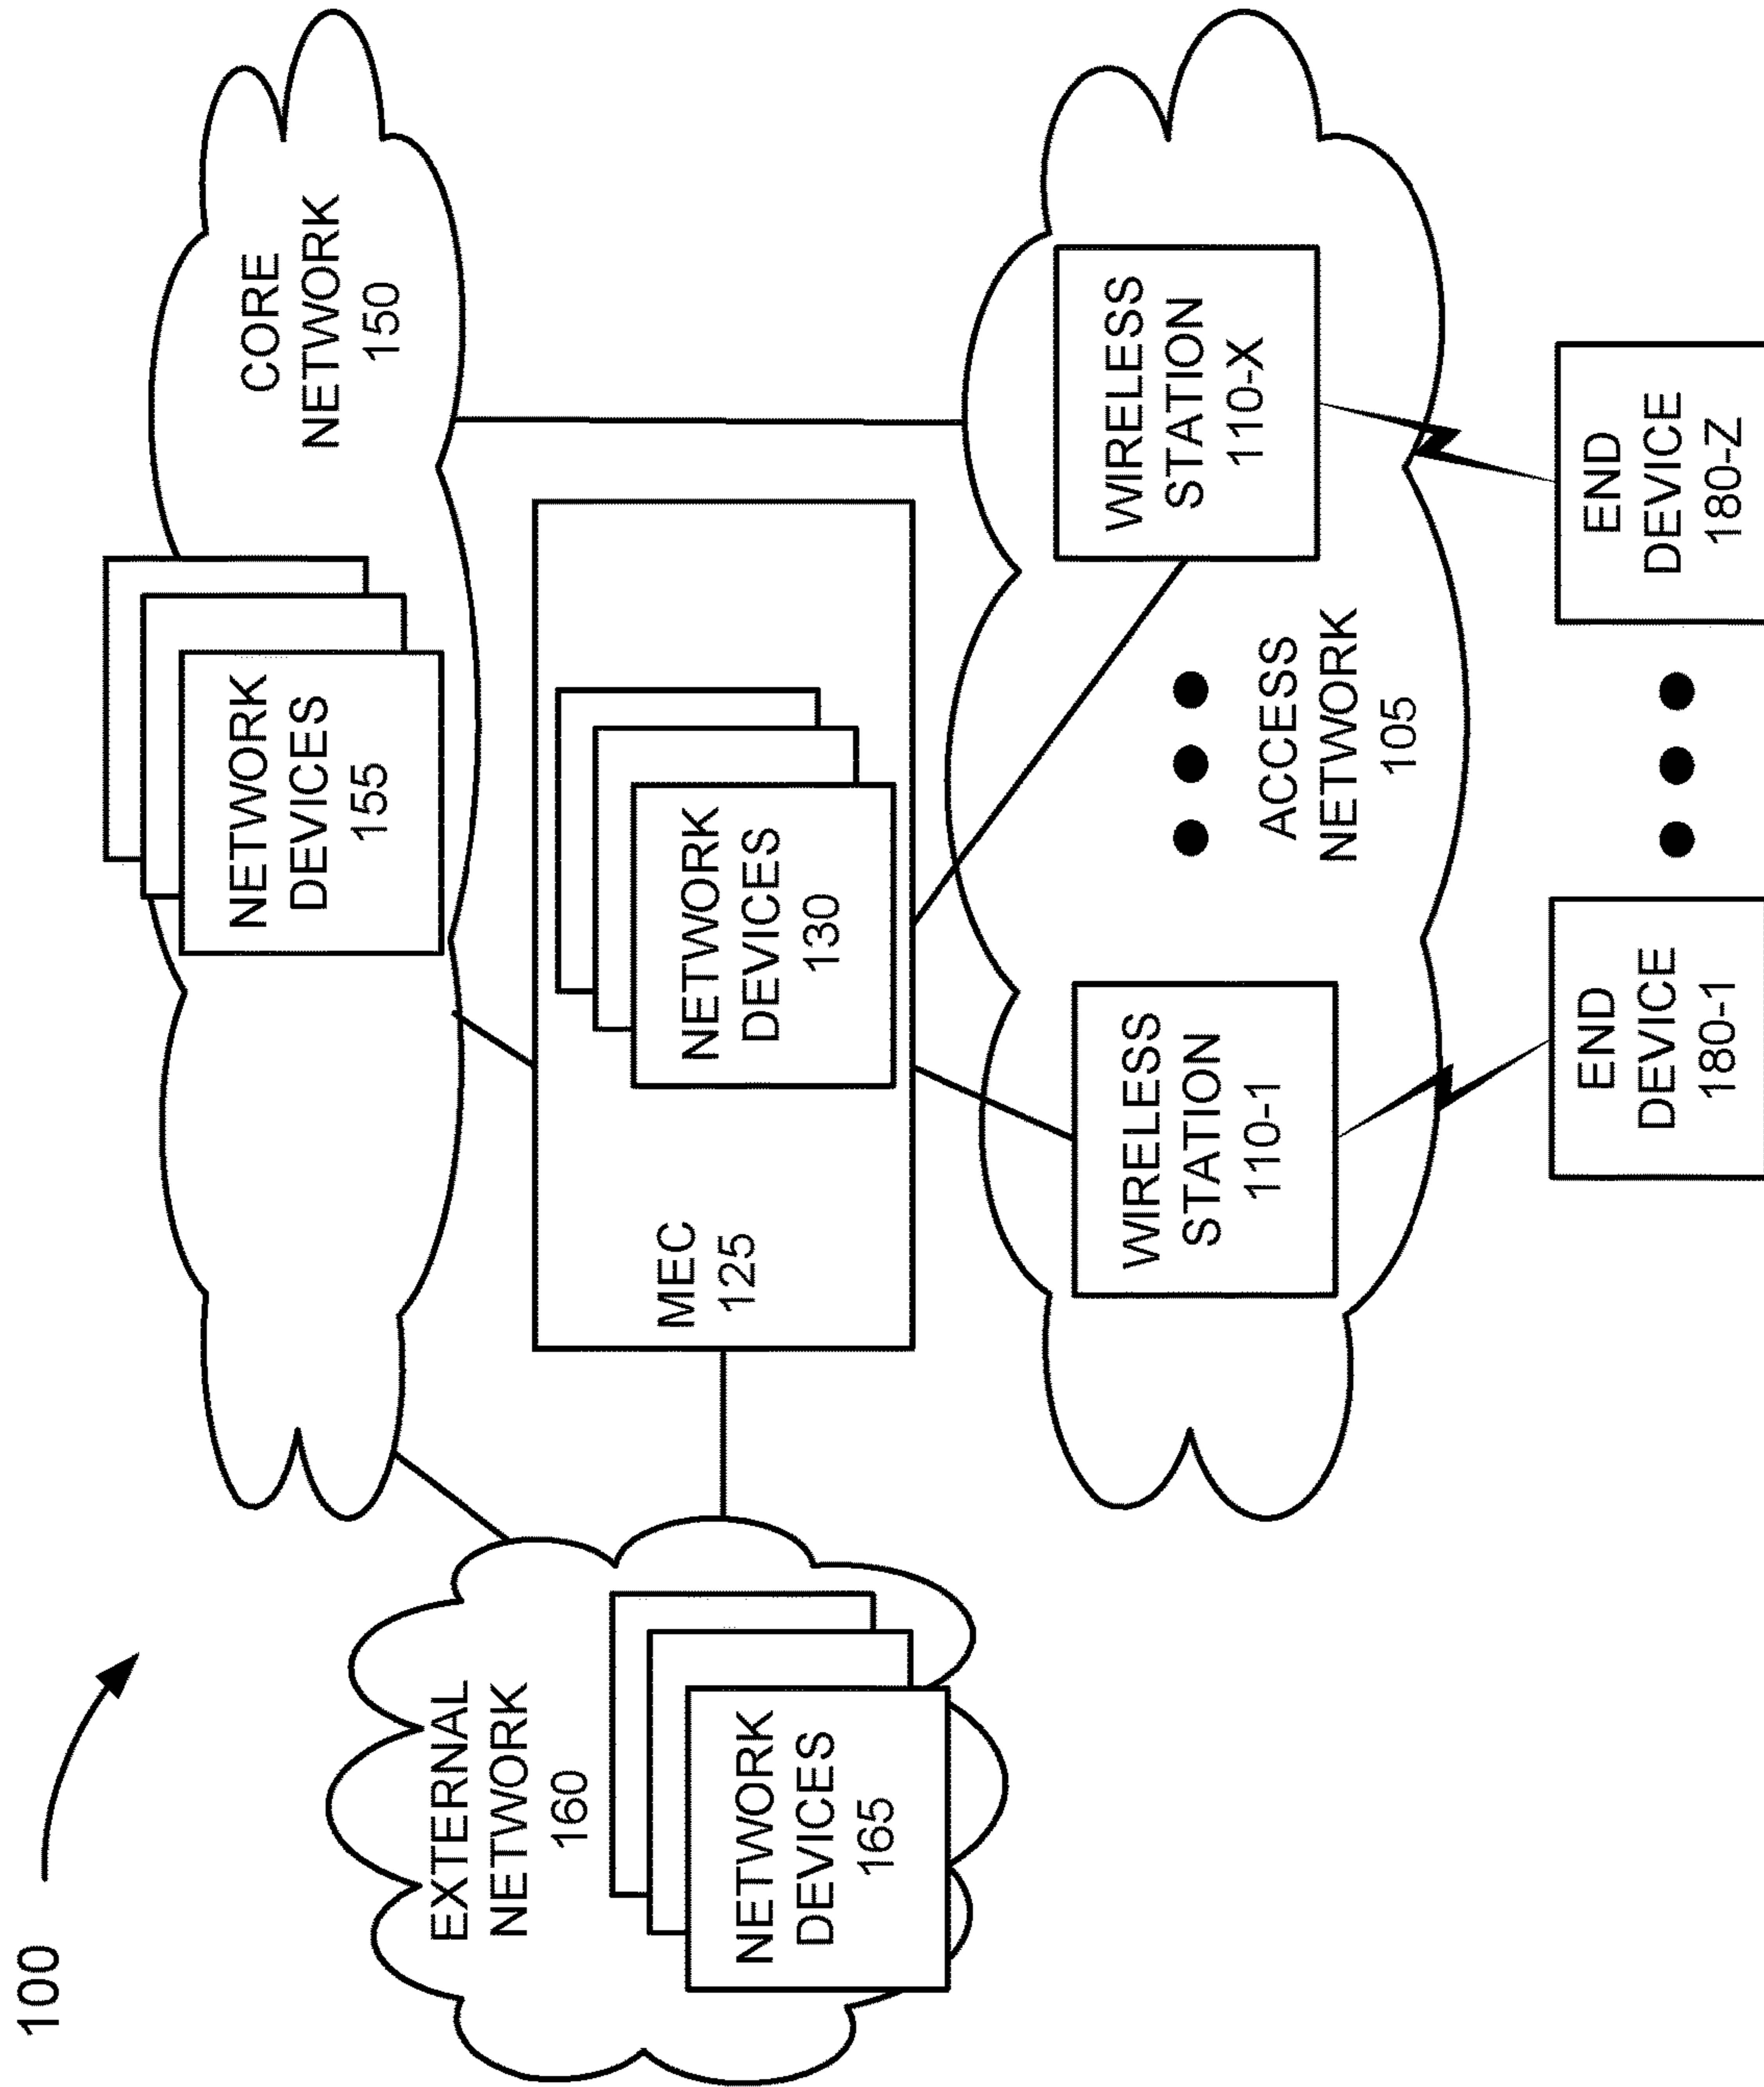 100
CORE
NETWORK
150
NETWORK
DEVICES
155
EXTERNAL
NETWORK
160
NETWORK
DEVICES
165
MEC
125
NETWORK
DEVICES
130
WIRELESS
STATION
110-1
WIRELESS
STATION
110-X
ACCESS
NETWORK
105
END
DEVICE
180-1
END
DEVICE
180-Z